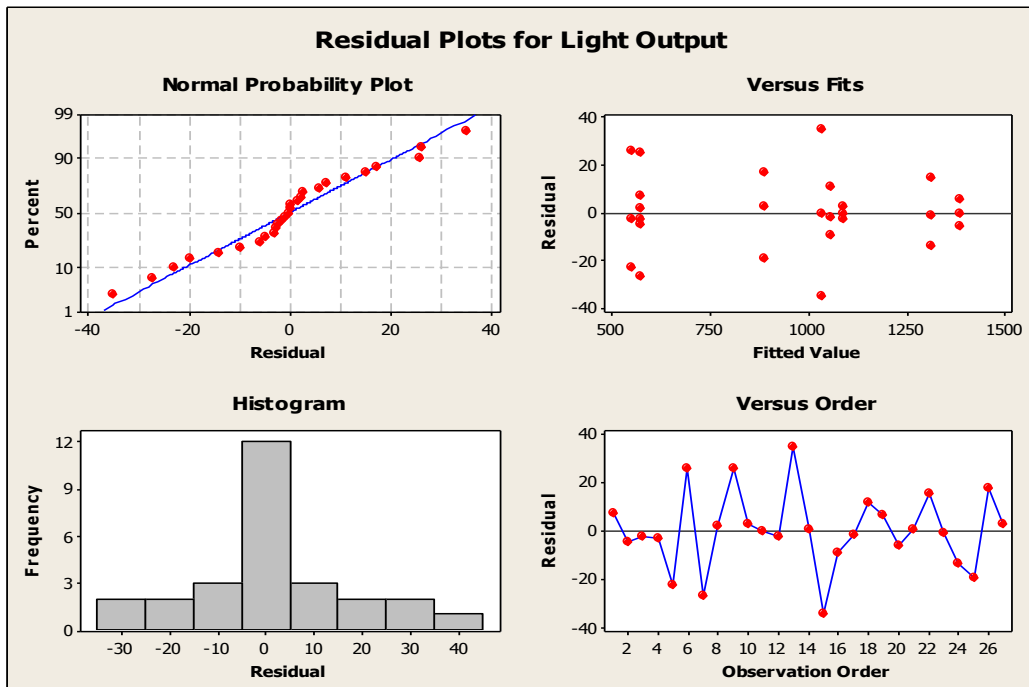 Residual Plots for Light Output
Normal Probability Plot
99
90
50
10
1
Percent
-40 -20 0 20 40
Residual
Versus Fits
40
20
0
-20
-40
Residual
500 750 1000 1250 1500
Fitted Value
Histogram
12
9
6
3
0
Frequency
-30 -20 -10 0 10 20 30 40
Residual
Versus Order
40
20
0
-20
-40
Residual
2 4 6 8 10 12 14 16 18 20 22 24 26
Observation Order